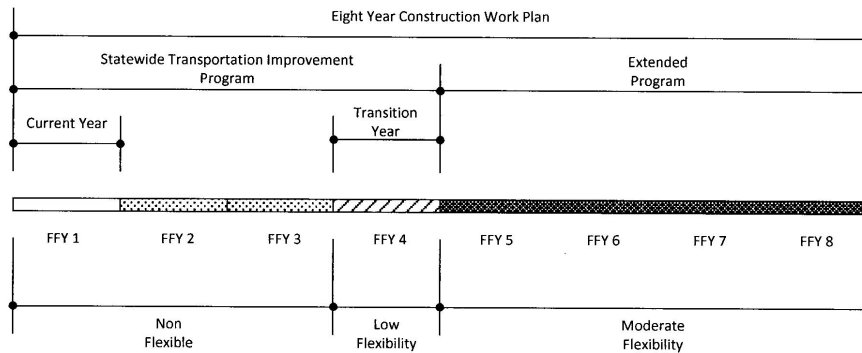 Eight Year Construction Work Plan
Statewide Transportation Improvement
Program
Extended
Program
Current Year
Transition
Year
FFY 1
FFY 2
FFY 3
FFY 4
FFY 5
FFY 6
FFY 7
FFY 8
Non
Flexible
Low
Flexibility
Moderate
Flexibility